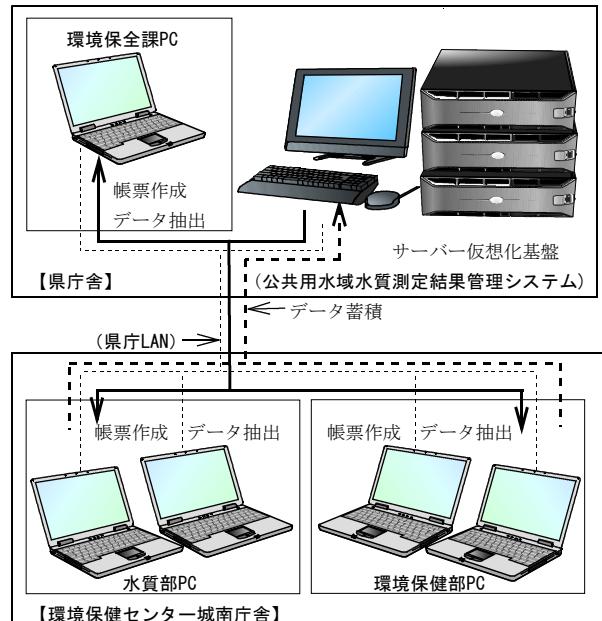 環境保全課PC
帳票作成
データ抽出
サーバー仮想化基盤
【県庁舎】
(公共用水域水質測定結果管理システム)
データ蓄積
(県庁LAN)
帳票作成 データ抽出
帳票作成 データ抽出
水質部PC
環境保健部PC
【環境保健センター城南庁舎】